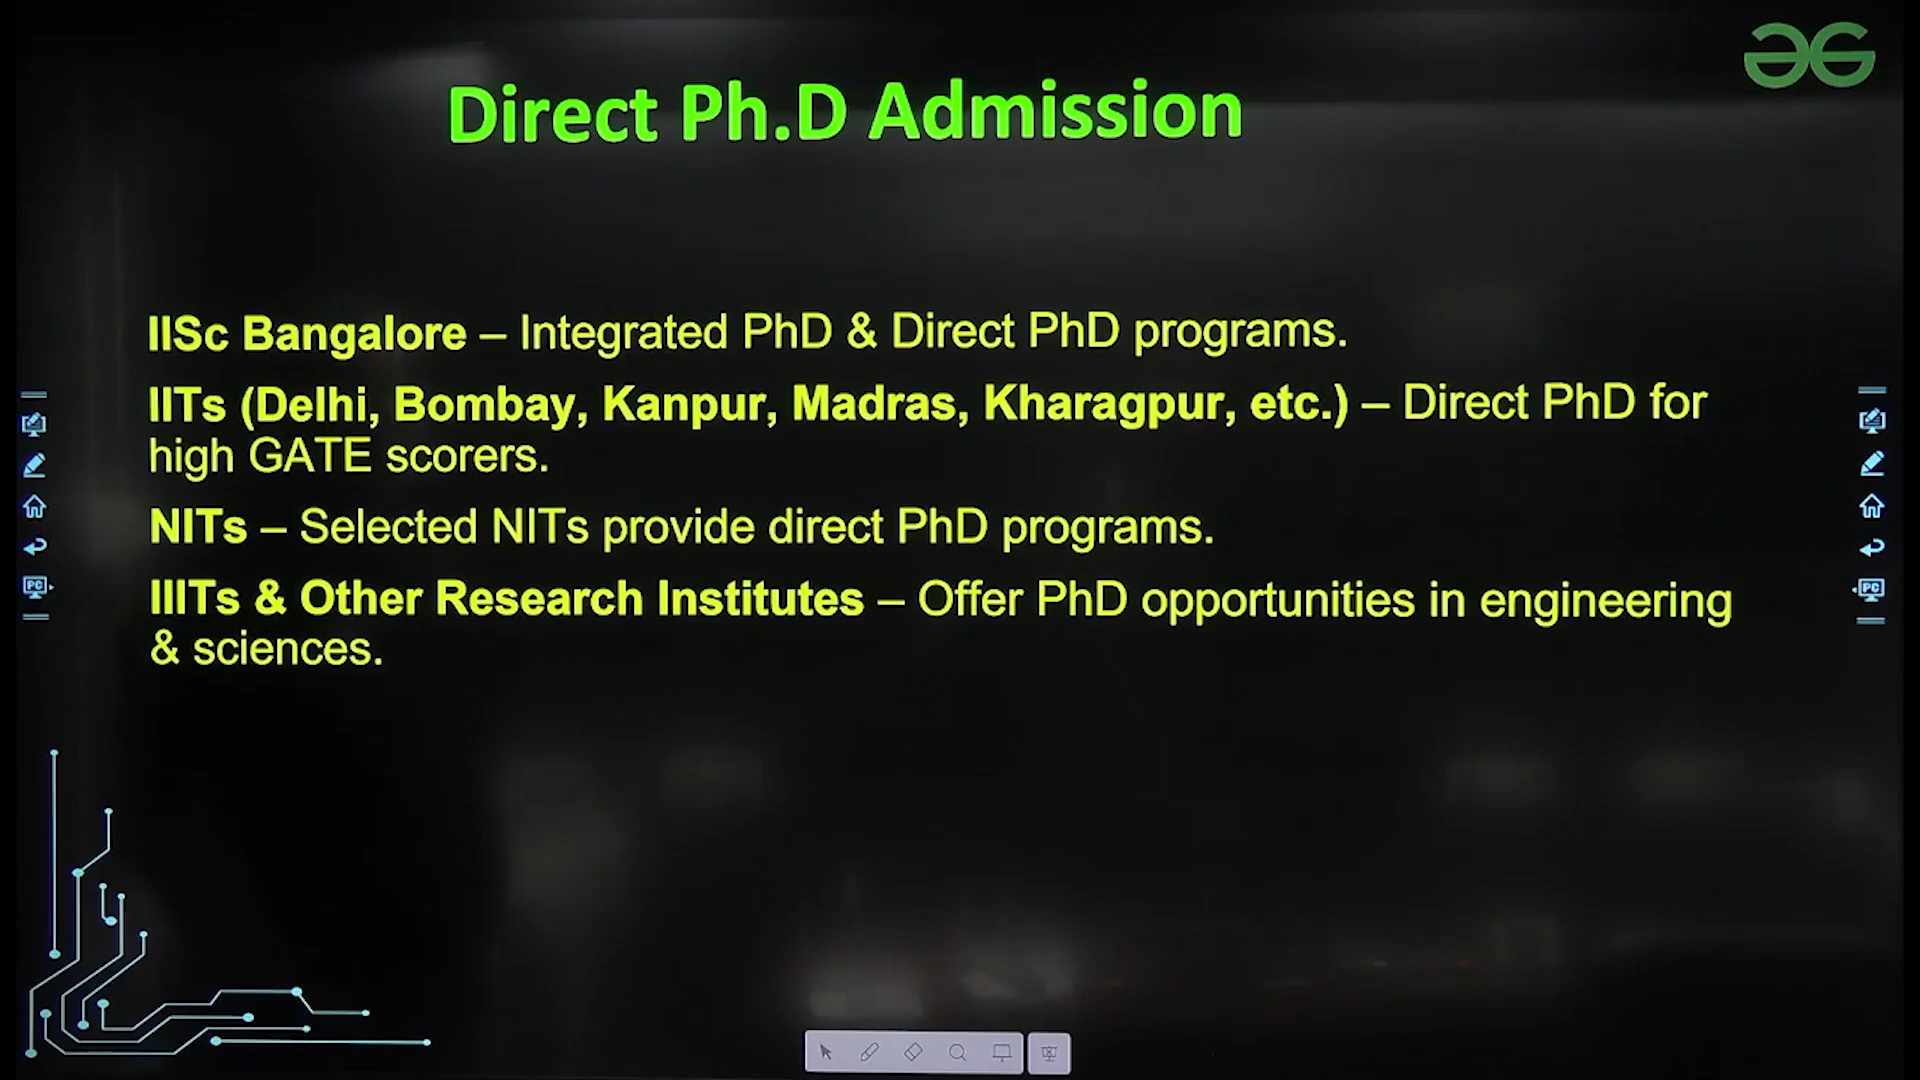 Direct Ph.D Admission
IISc Bangalore – Integrated PhD & Direct PhD programs.
IITs (Delhi, Bombay, Kanpur, Madras, Kharagpur, etc.) – Direct PhD for
high GATE scorers.
NITs – Selected NITs provide direct PhD programs.
IIITs & Other Research Institutes – Offer PhD opportunities in engineering
& sciences.
PC
PC